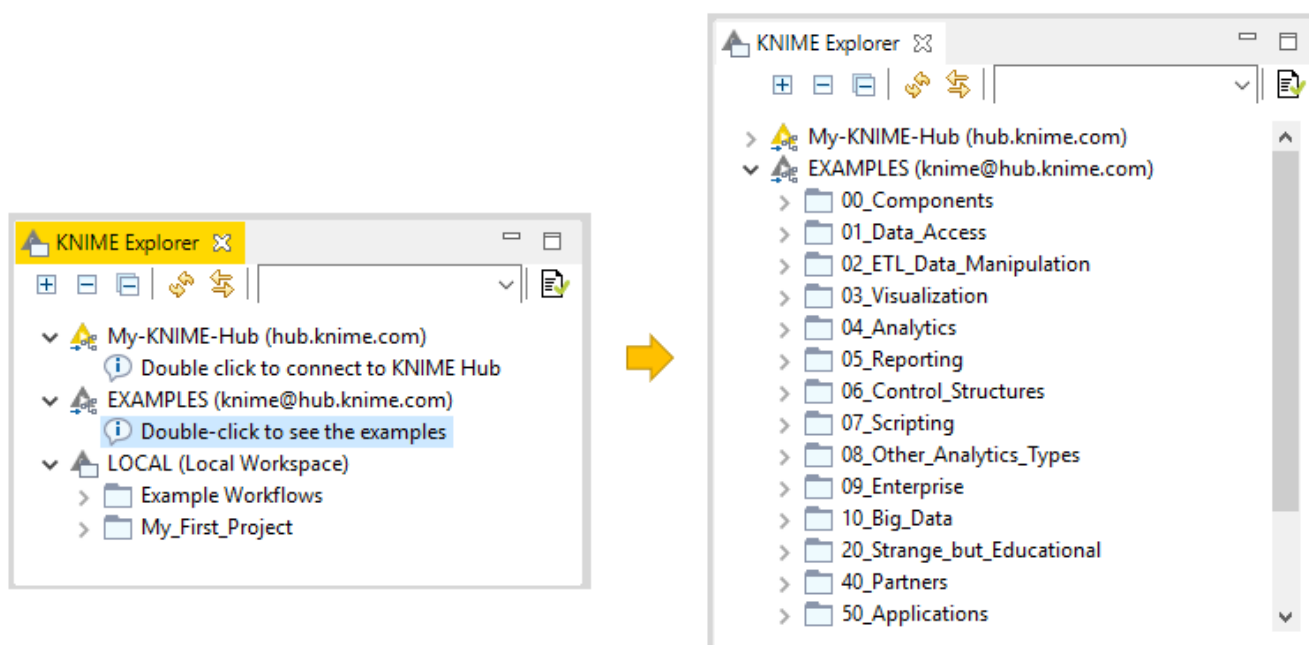 KNIME Explorer
My-KNIME-Hub (hub.knime.com)
Double click to connect to KNIME Hub
EXAMPLES (knime@hub.knime.com)
Double-click to see the examples
LOCAL (Local Workspace)
Example Workflows
My_First_Project
KNIME Explorer
My-KNIME-Hub (hub.knime.com)
EXAMPLES (knime@hub.knime.com)
00_Components
01_Data_Access
02_ETL_Data_Manipulation
03_Visualization
04_Analytics
05_Reporting
06_Control_Structures
07_Scripting
08_Other_Analytics_Types
09_Enterprise
10_Big_Data
20_Strange_but_Educational
40_Partners
50_Applications